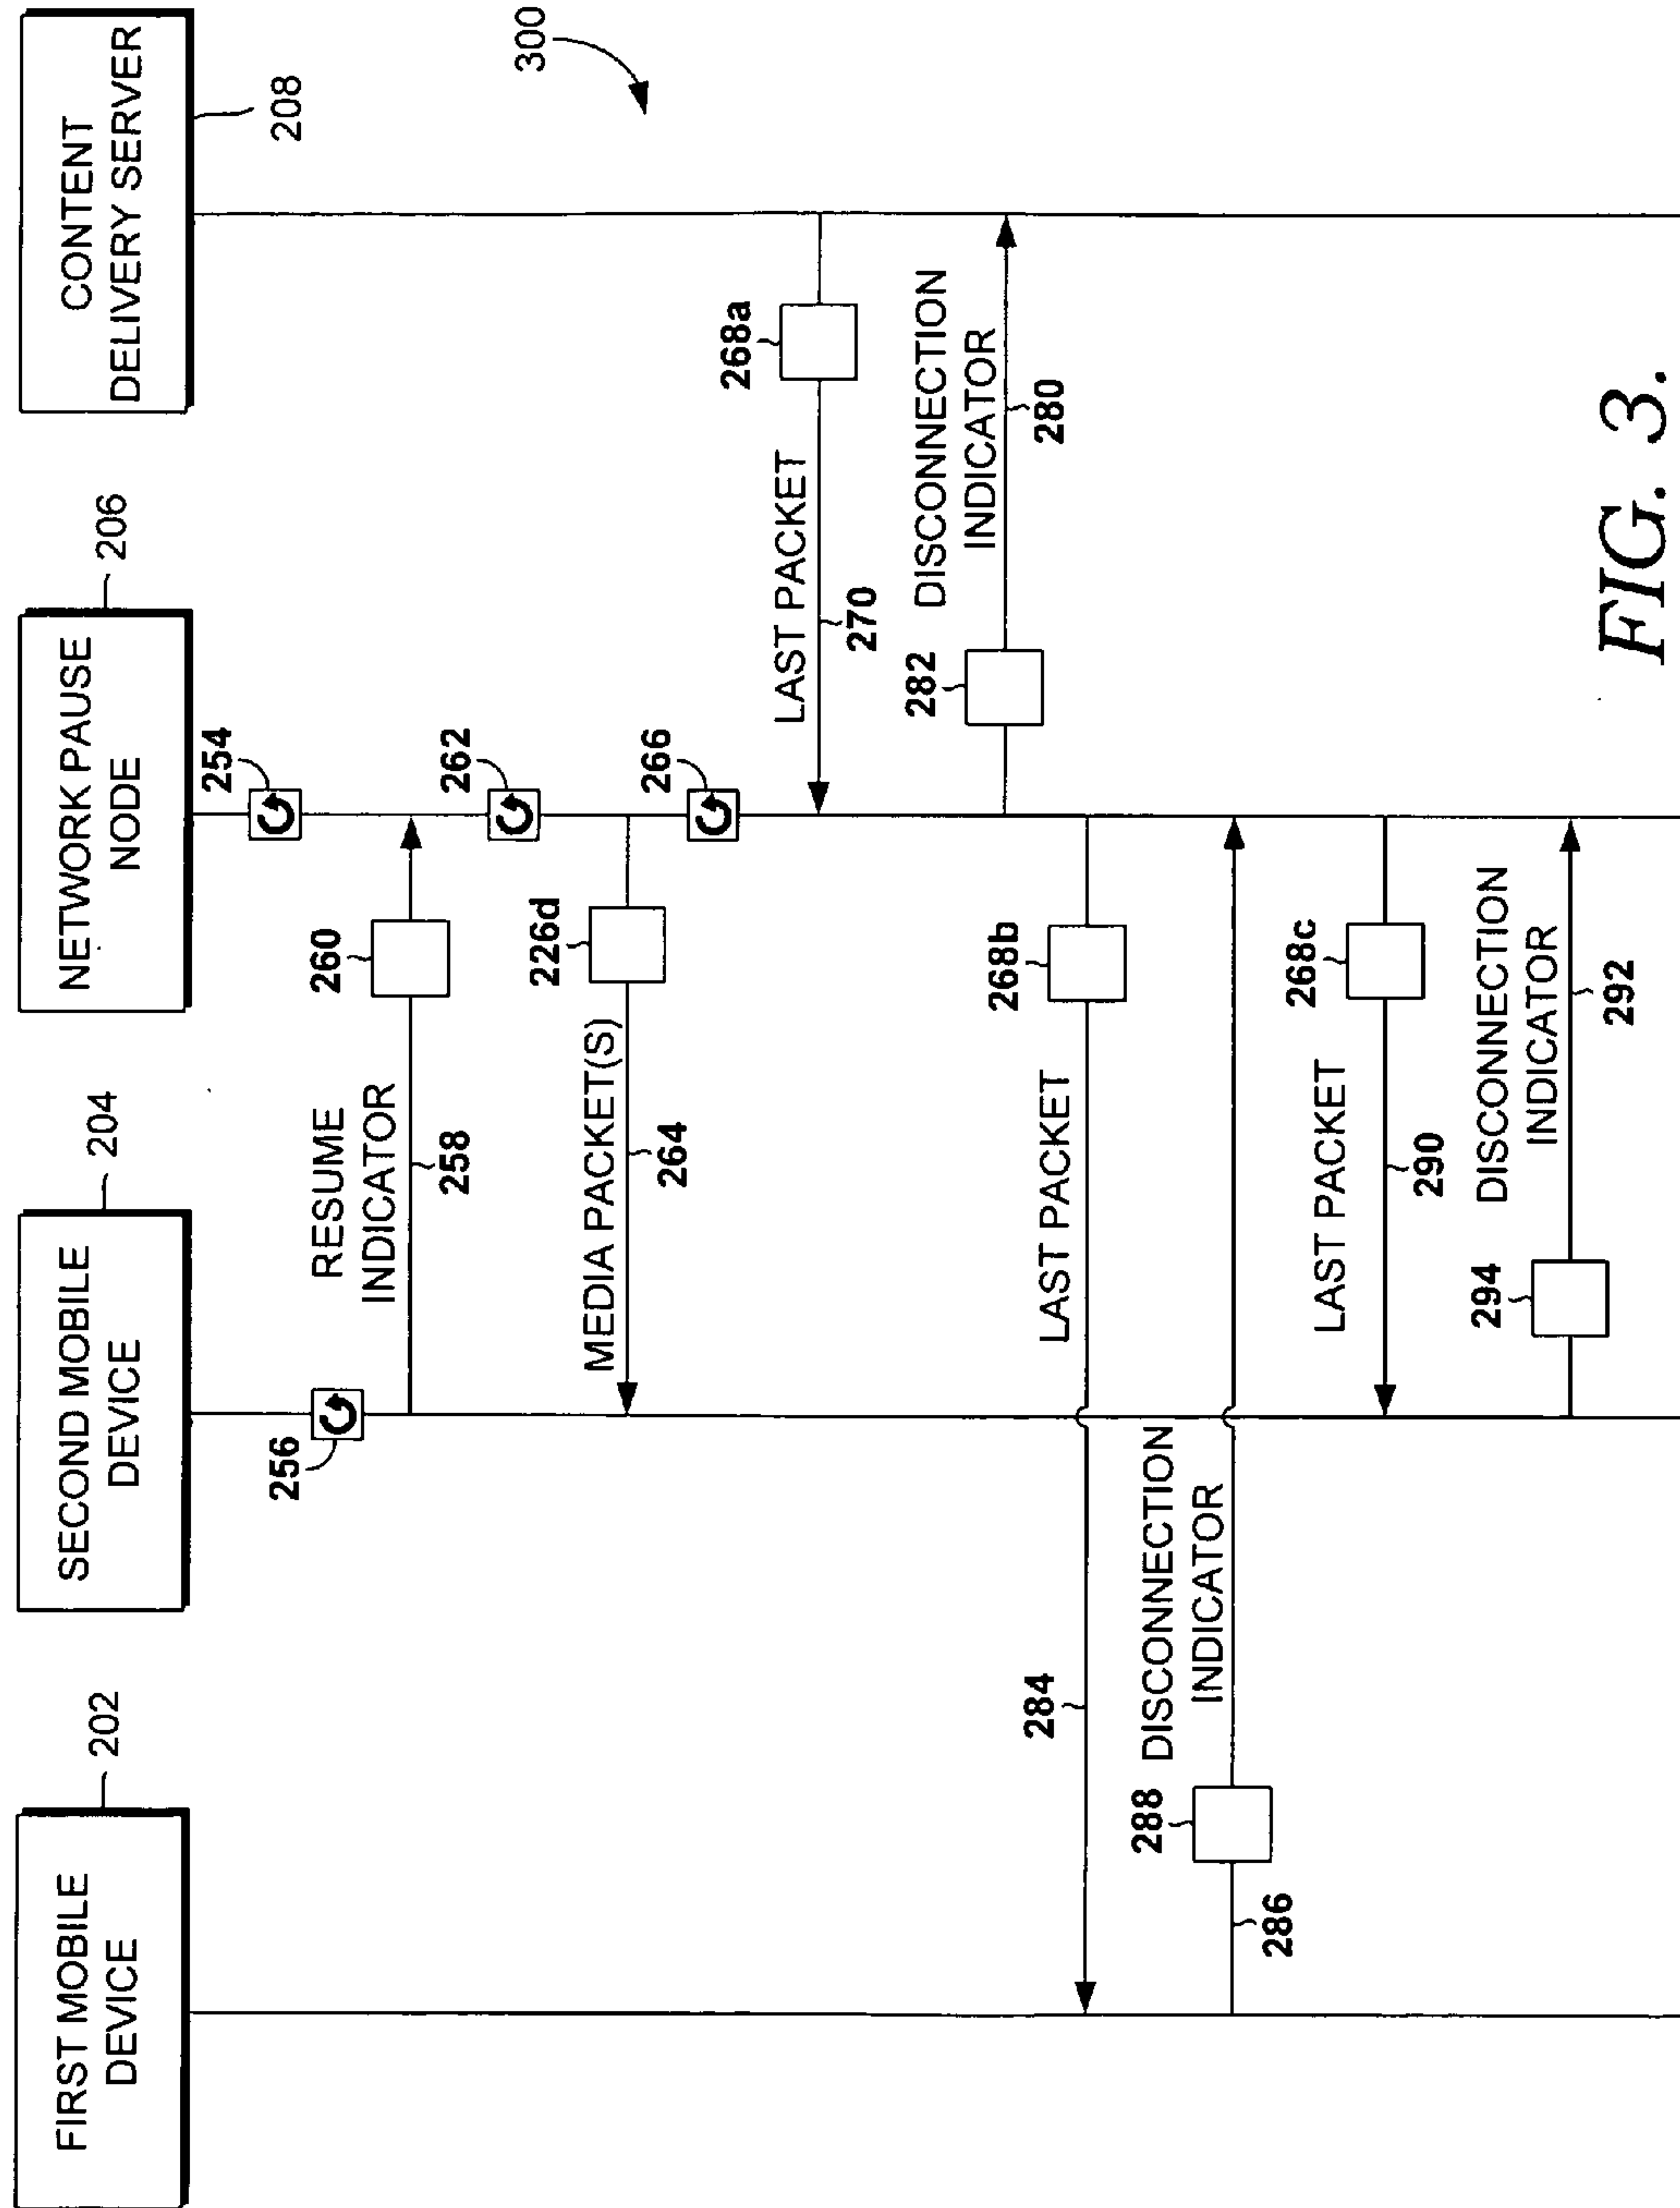 FIRST MOBILE
DEVICE
202
SECOND MOBILE
DEVICE
204
NETWORK PAUSE
NODE
206
CONTENT
DELIVERY SERVER
208
300
254
256
RESUME
INDICATOR
258
260
262
MEDIA PACKET(S)
264
226d
266
LAST PACKET
270
268a
DISCONNECTION
INDICATOR
280
282
LAST PACKET
284
268b
DISCONNECTION
INDICATOR
286
288
LAST PACKET
290
268c
DISCONNECTION
INDICATOR
292
294
FIG. 3.